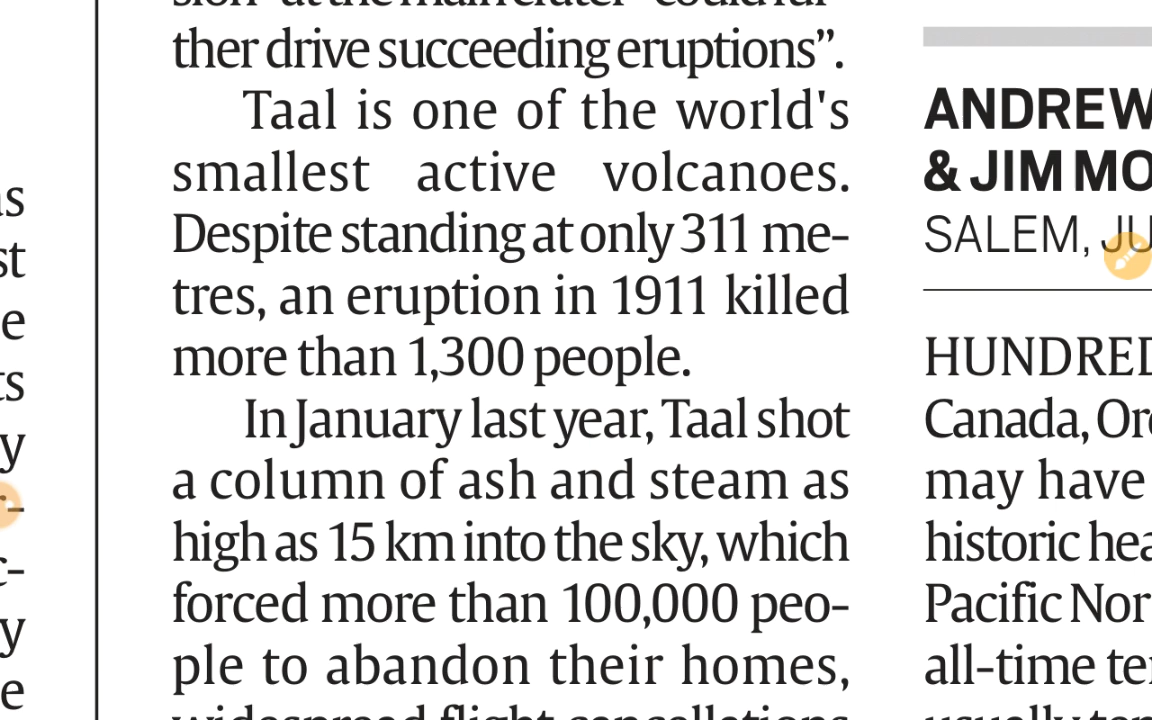 ther drive succeeding eruptions”.
Taal is one of the world's
smallest active volcanoes.
Despite standing at only 311 me-
tres, an eruption in 1911 killed
more than 1,300 people.
In January last year, Taal shot
a column of ash and steam as
high as 15 km into the sky, which
forced more than 100,000 peo-
ple to abandon their homes,
widespread flight cancellations
ANDREW
& JIM MO
SALEM, JU
HUNDRED
Canada, Or
may have
historic hea
Pacific Nor
all-time te